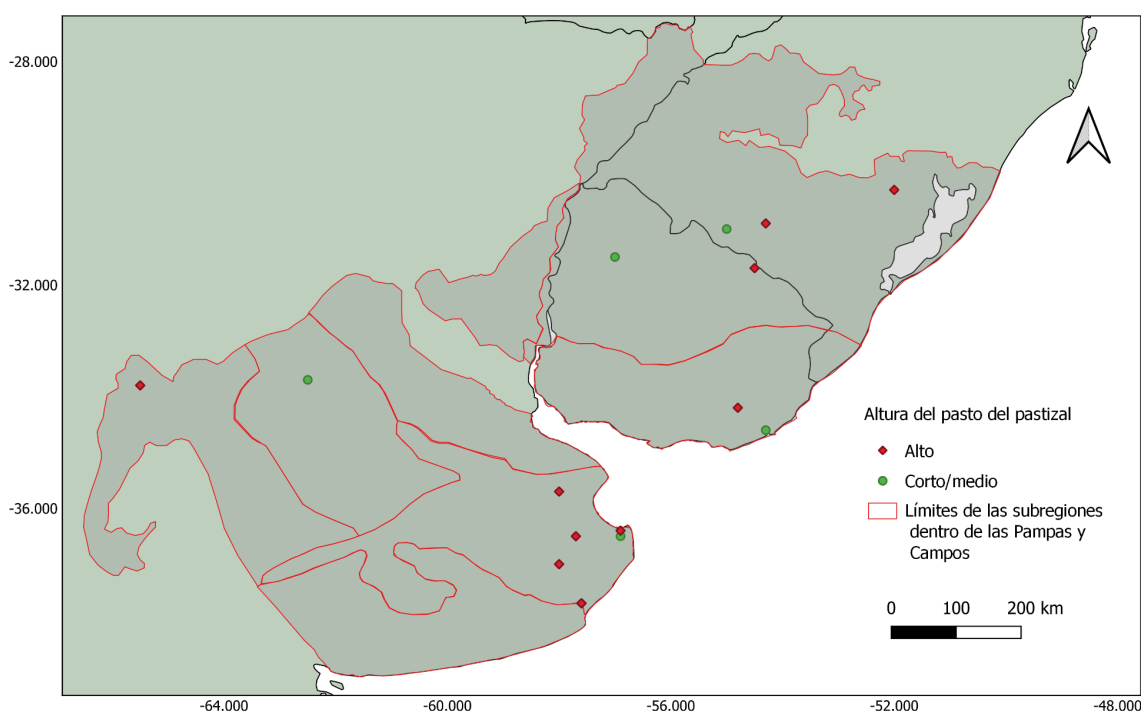 -28.000
-32.000
-36.000
Altura del pasto del pastizal
Alto
Corto/medio
Límites de las subregiones
dentro de las Pampas y
Campos
0 100 200 km
-64.000 -60.000 -56.000 -52.000 -48.000